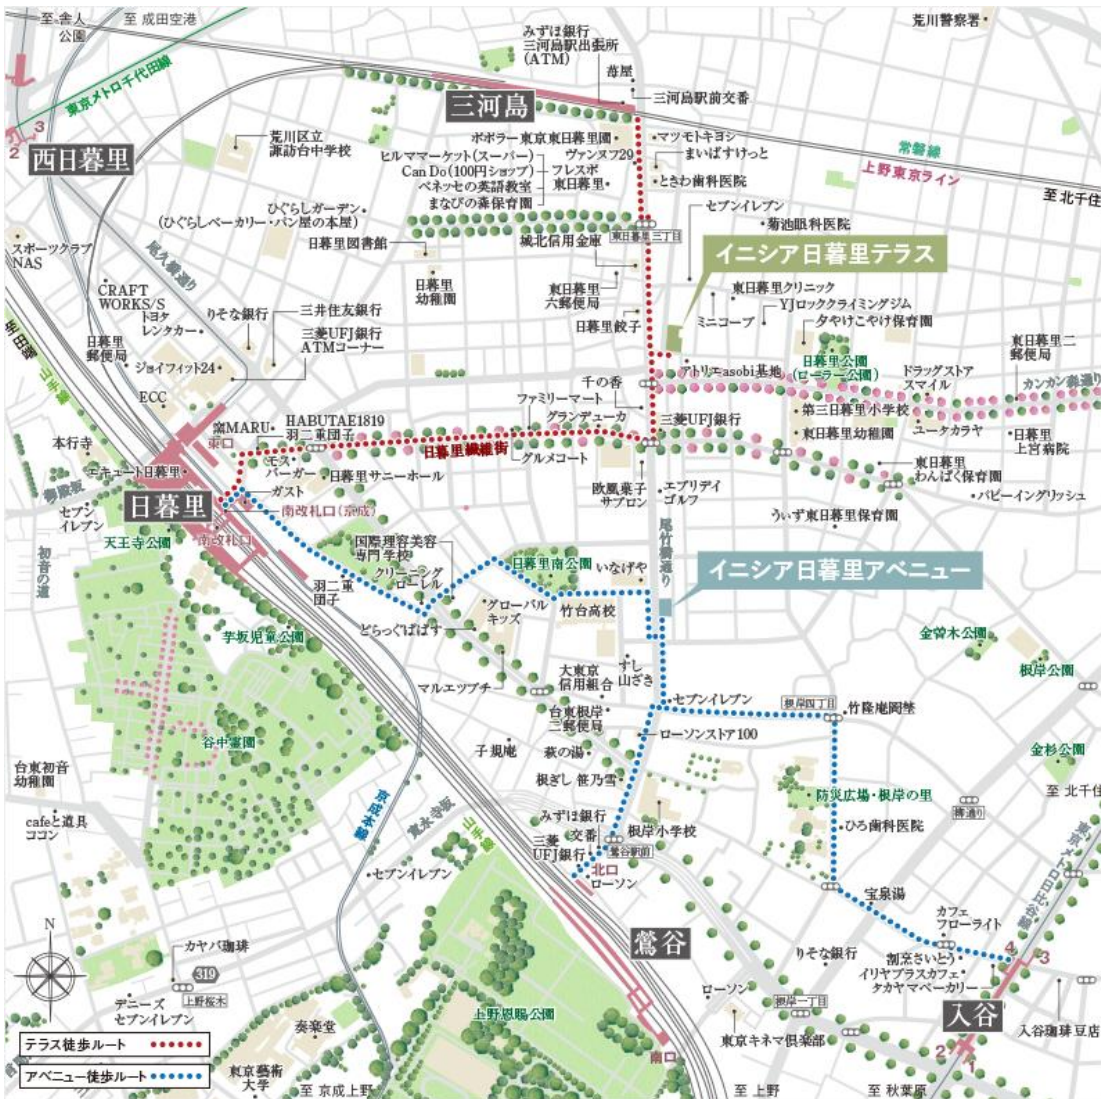 至 舎人
公園
至 成田空港
東京メトロ千代田線
3
2
西日暮里
みずほ銀行
三河島駅出張所
(ATM)
苺屋
三河島
三河島駅前交番
荒川警察署
荒川区立
諏訪台中学校
ポポラー東京東日暮里園
マツモトキヨシ
ヒルママーケット(スーパー)
Can Do(100円ショップ)
ベネッセの英語教室
まなびの森保育園
フレスポ
東日暮里
ヴァンヌフ29
まいばすけっと
ときわ歯科医院
常磐線
上野東京ライン
至 北千住
セブンイレブン
菊池眼科医院
ひぐらしガーデン
(ひぐらしベーカリー・パン屋の本屋)
日暮里図書館
城北信用金庫
東日暮里三丁目
イニシア日暮里テラス
スポーツクラブ
NAS
尾久橋通り
CRAFT
WORKS/S
トヨタ
レンタカー
りそな銀行
三井住友銀行
三菱UFJ銀行
ATMコーナー
日暮里
幼稚園
東日暮里
六郵便局
日暮里餃子
東日暮里クリニック
ミニコープ
YJロッククライミングジム
夕やけこやけ保育園
日暮里公園
(ローラー公園)
東日暮里二
郵便局
日暮里
郵便局
ジョイフィット24
ECC
アトリエasobi基地
ドラッグストア
スマイル
カンカン森通り
千の香
ファミリーマート
グランデューカ
三菱UFJ銀行
第三日暮里小学校
東日暮里幼稚園
ユータカラヤ
日暮里
上宮病院
窯MARU
HABUTAE1819
羽二重団子
東口
本行寺
エキュート日暮里
モス
バーガー
日暮里繊維街
グルメコート
日暮里サニーホール
ガスト
御殿坂
日暮里
セブン
イレブン
天王寺公園
南改札口(京成)
南改札口
欧風菓子
サブロン
エブリデイ
ゴルフ
東日暮里
わんぱく保育園
ベビーイングリッシュ
うぃず東日暮里保育園
尾竹橋通り
初音の道
国際理容美容
専門学校
クリーニング
ローレル
羽二重
団子
日暮里南公園
いなげや
イニシア日暮里アベニュー
グローバル
キッズ
竹台高校
どらっぐぱぱす
芋坂児童公園
マルエツプチ
大東京
信用組合
すし
山ざき
セブンイレブン
根岸四丁目
竹隆庵岡埜
金曽木公園
根岸公園
台東根岸
二郵便局
ローソンストア100
子規庵
萩の湯
根ぎし 笹乃雪
谷中霊園
台東初音
幼稚園
金杉公園
至 北千住
防災広場・根岸の里
柳通り
cafeと道具
ココン
京成本線
寛永寺坂
山手線
みずほ銀行
交番
三菱
UFJ銀行
根岸小学校
鶯谷駅前
北口
ローソン
ひろ歯科医院
セブンイレブン
宝泉湯
東京メトロ日比谷線
カフェ
フローライト
鶯谷
りそな銀行
割烹さいとう
イリヤプラスカフェ
タカヤマベーカリー
4
3
N
カヤバ珈琲
319
上野桜木
デニーズ
セブンイレブン
上野恩賜公園
ローソン
根岸一丁目
入谷
入谷珈琲豆店
奏楽堂
東京キネマ倶楽部
2
1
テラス徒歩ルート
アベニュー徒歩ルート
南口
東京藝術
大学
至 京成上野
至 上野
至 秋葉原